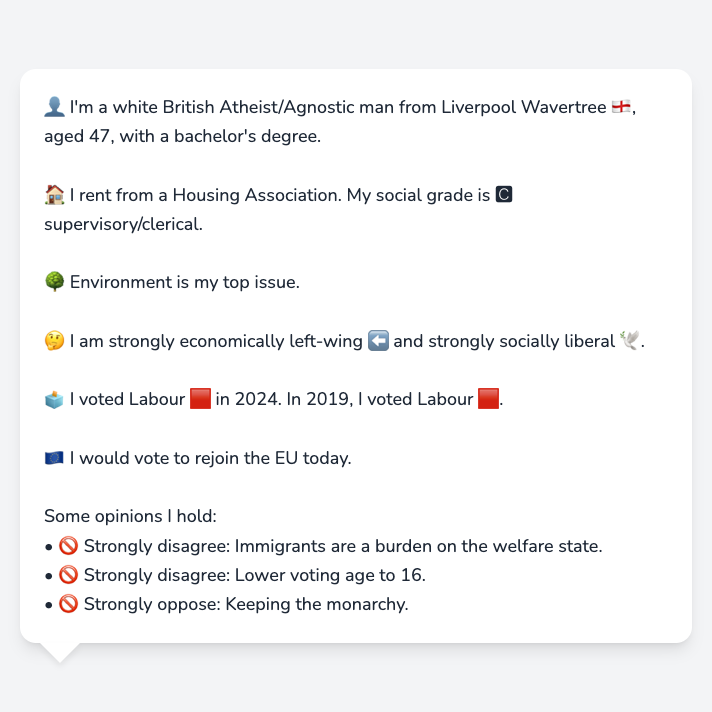 👤 I'm a white British Atheist/Agnostic man from Liverpool Wavertree 🏴󠁧󠁢󠁥󠁮󠁧󠁿,
aged 47, with a bachelor's degree.
🏠 I rent from a Housing Association. My social grade is 🅲
supervisory/clerical.
🌳 Environment is my top issue.
🤔 I am strongly economically left-wing ⬅️ and strongly socially liberal 🕊️.
🗳️ I voted Labour 🟥 in 2024. In 2019, I voted Labour 🟥.
🇪🇺 I would vote to rejoin the EU today.
Some opinions I hold:
• 🚫 Strongly disagree: Immigrants are a burden on the welfare state.
• 🚫 Strongly disagree: Lower voting age to 16.
• 🚫 Strongly oppose: Keeping the monarchy.